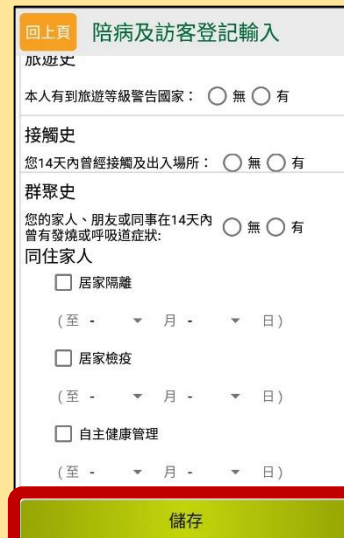 回上頁
陪病及訪客登記輸入
旅遊史
本人有到旅遊等級警告國家： 無 有
接觸史
您14天內曾經接觸及出入場所： 無 有
群聚史
您的家人、朋友或同事在14天內
曾有發燒或呼吸道症狀: 無 有
同住家人
居家隔離
(至 - 月 - 日)
居家檢疫
(至 - 月 - 日)
自主健康管理
(至 - 月 - 日)
儲存